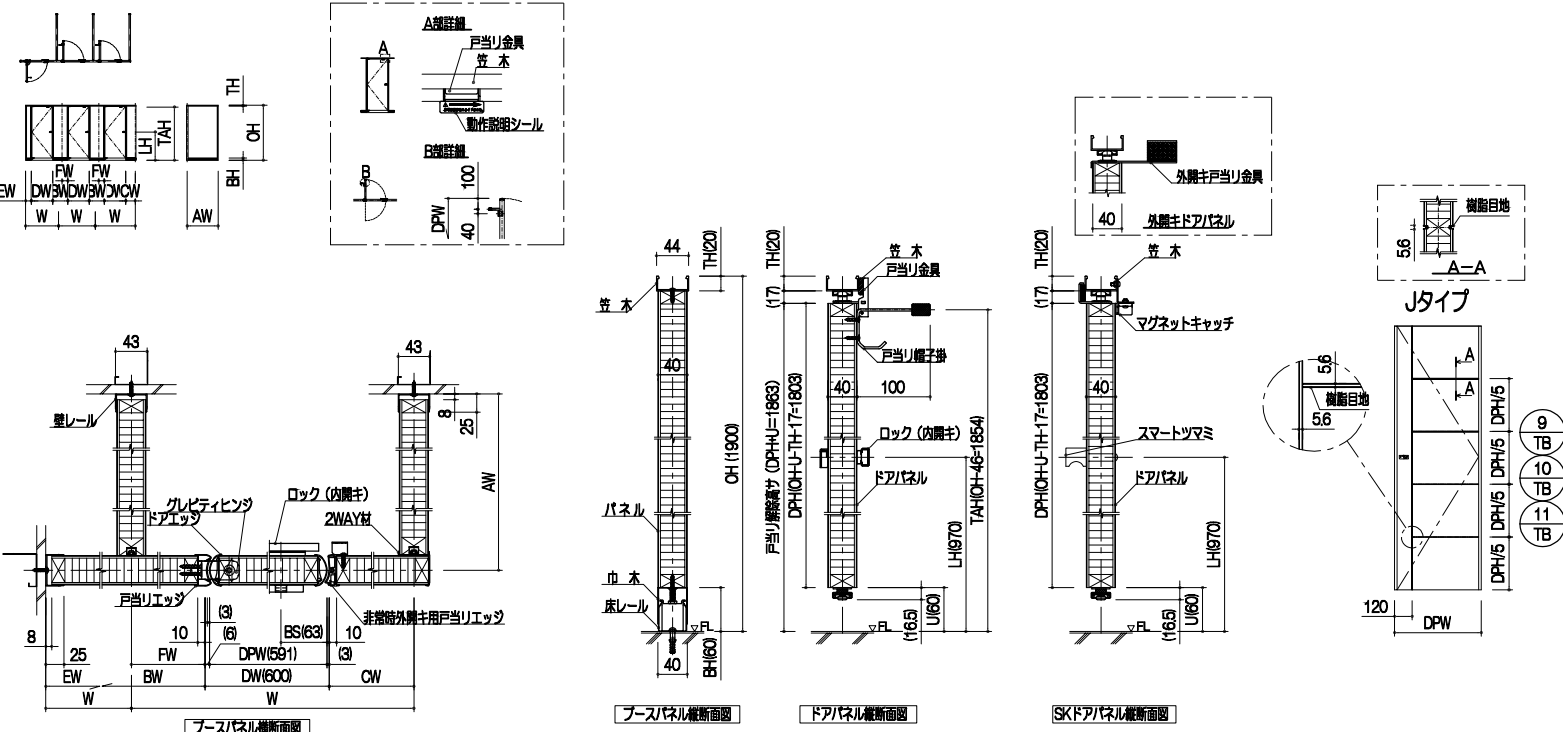 TH
OH
BH
LH
TAH
FW
FW
EW
DW
BW
DW
BW
DW
CW
W
W
W
AW
A部詳細
A
戸当リ金具
笠 木
動作説明シール
B部詳細
B
100
DPW
40
43
43
壁レール
8
25
AW
グレビティヒンジ
ドアエッジ
ロック（内開キ）
2WAY材
戸当リエッジ
非常時外開キ用戸当リエッジ
(3)
10
(6)
BS(63)
10
8
25
FW
DPW(591)
(3)
EW
BW
DW(600)
CW
W
W
ブースパネル横断面図
44
TH(20)
笠 木
40
OH (1900)
パネル
巾 木
床レール
FL
BH(60)
40
ブースパネル縦断面図
TH(20)
(17)
笠 木
戸当リ金具
戸当リ帽子掛
40
100
戸当リ解除高サ (DPH+U=1863)
DPH(OH-U-TH-17=1803)
ロック（内開キ）
ドアパネル
TAH(OH-46=1854)
LH(970)
FL
(16.5)
U(60)
ドアパネル縦断面図
外開キ戸当リ金具
40
外開キドアパネル
TH(20)
(17)
笠 木
マグネットキャッチ
40
DPH(OH-U-TH-17=1803)
スマートツマミ
ドアパネル
LH(970)
FL
(16.5)
U(60)
SKドアパネル縦断面図
樹脂目地
5.6
A－A
Jタイプ
5.6
樹脂目地
5.6
A
A
DPH/5
DPH/5
DPH/5
DPH/5
120
DPW
9
TB
10
TB
11
TB